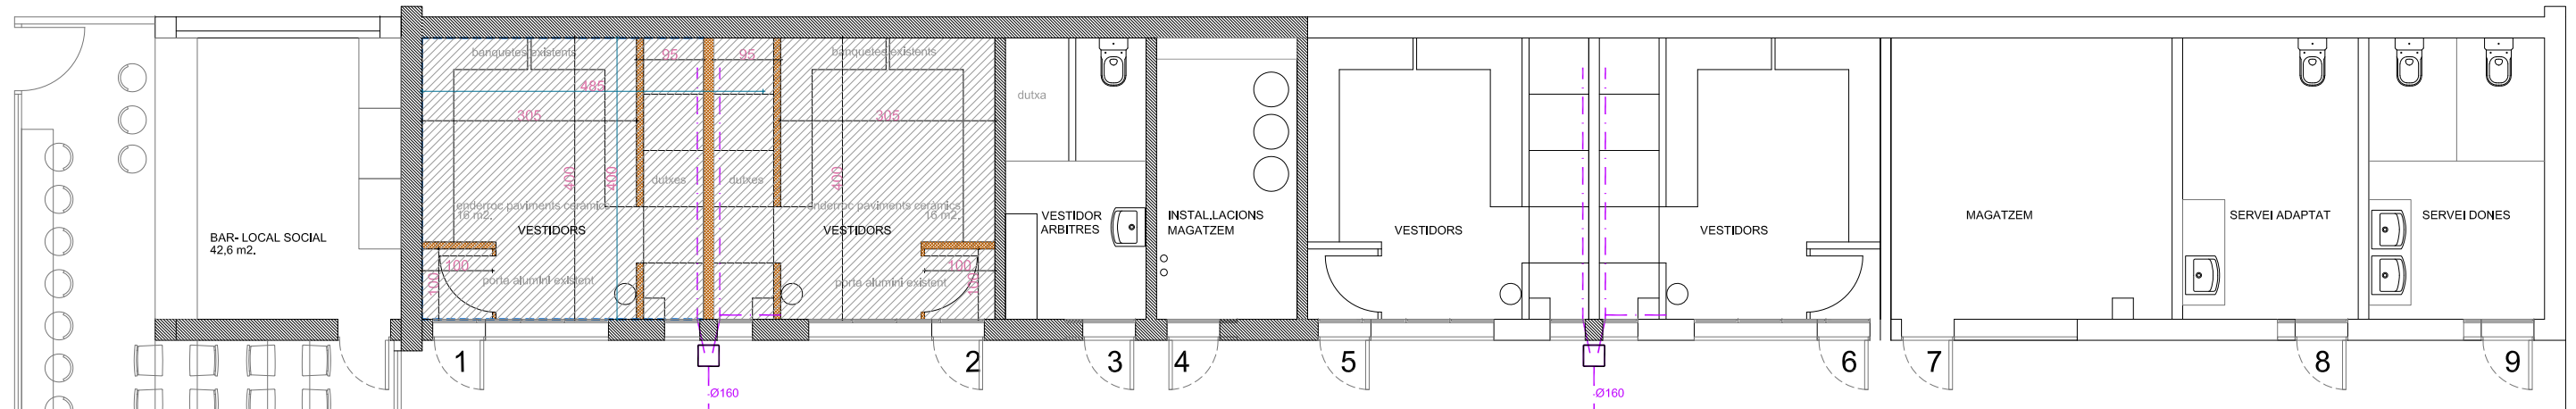 banquetes existents
95
95
banquetes existents
485
305
305
dutxa
400
400
dutxes
dutxes
400
enderroc paviments ceràmics
16 m2.
enderroc paviments ceràmics
16 m2.
VESTIDORS
VESTIDORS
VESTIDOR
ARBITRES
INSTAL.LACIONS
MAGATZEM
VESTIDORS
VESTIDORS
MAGATZEM
SERVEI ADAPTAT
SERVEI DONES
BAR- LOCAL SOCIAL
42,6 m2.
100
100
porta alumini existent
porta alumini existent
100
100
1
2
3
4
5
6
7
8
9
Ø160
Ø160